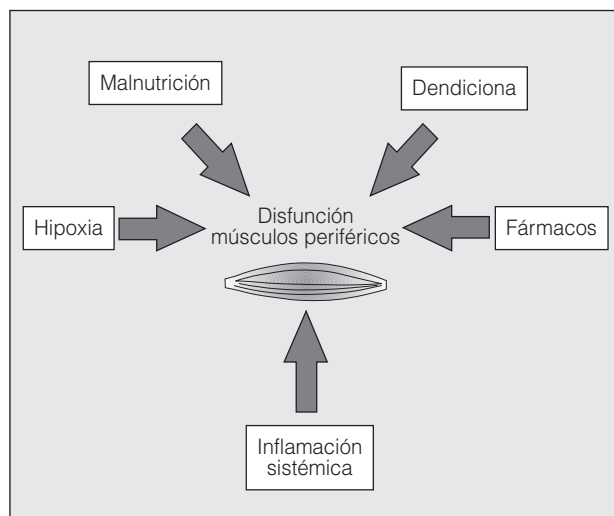 Malnutrición
Dendiciona
Hipoxia
Disfunción
músculos periféricos
Fármacos
Inflamación
sistémica